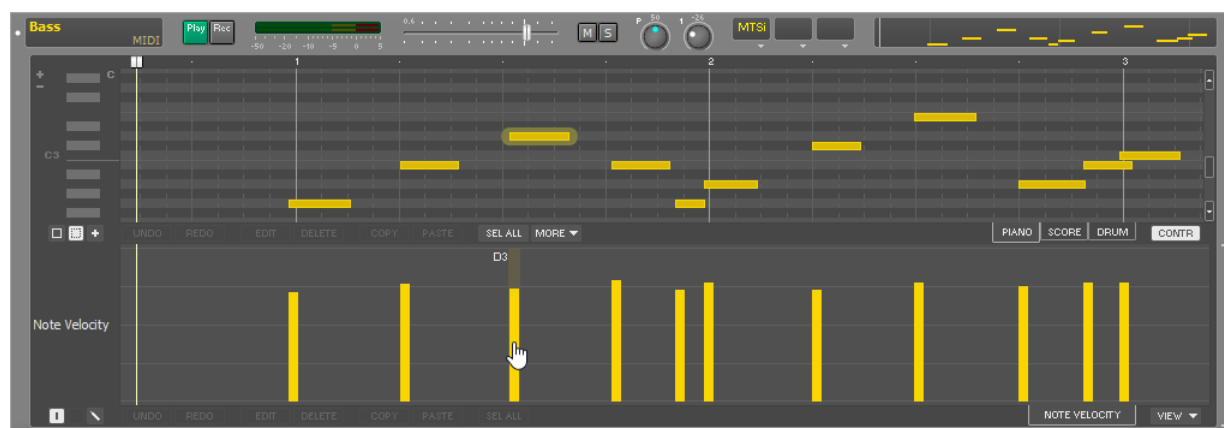 Bass MIDI Play Rec -50 -20 -10 -5 0 5 0.6 M S P 50 1 -26 MTSi
1 2 3
+ C
−
C3
+ UNDO REDO EDIT DELETE COPY PASTE SEL ALL MORE PIANO SCORE DRUM CONTR
D3
Note Velocity
UNDO REDO EDIT DELETE COPY PASTE SEL ALL NOTE VELOCITY VIEW